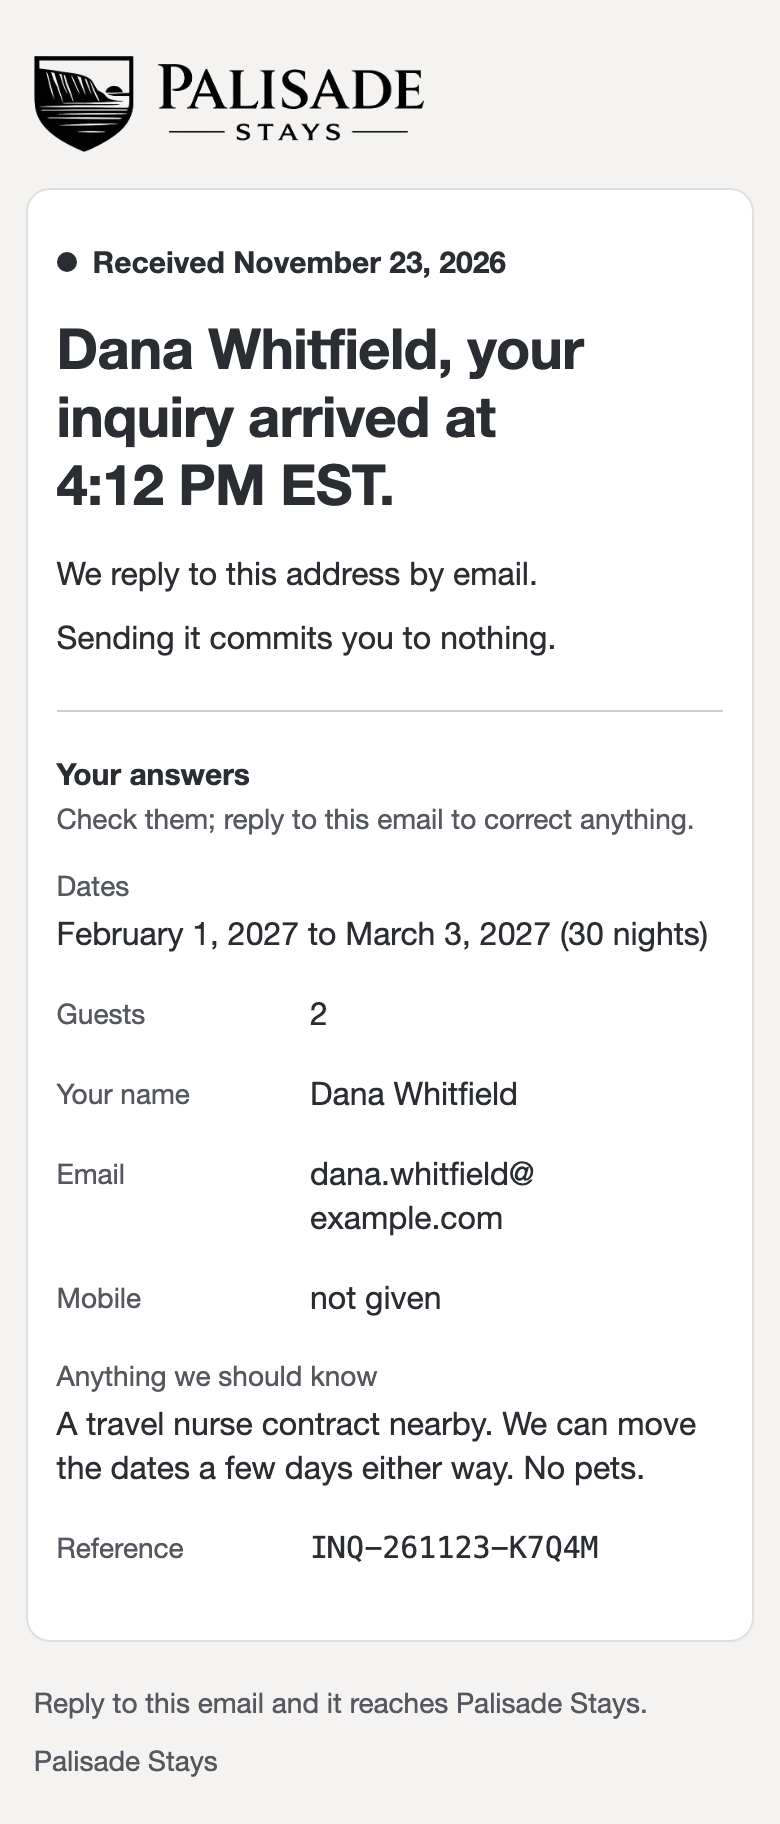 PALISADE
STAYS
Received November 23, 2026
Dana Whitfield, your
inquiry arrived at
4:12 PM EST.
We reply to this address by email.
Sending it commits you to nothing.
Your answers
Check them; reply to this email to correct anything.
Dates
February 1, 2027 to March 3, 2027 (30 nights)
Guests 2
Your name Dana Whitfield
Email dana.whitfield@
example.com
Mobile not given
Anything we should know
A travel nurse contract nearby. We can move
the dates a few days either way. No pets.
Reference INQ-261123-K7Q4M
Reply to this email and it reaches Palisade Stays.
Palisade Stays